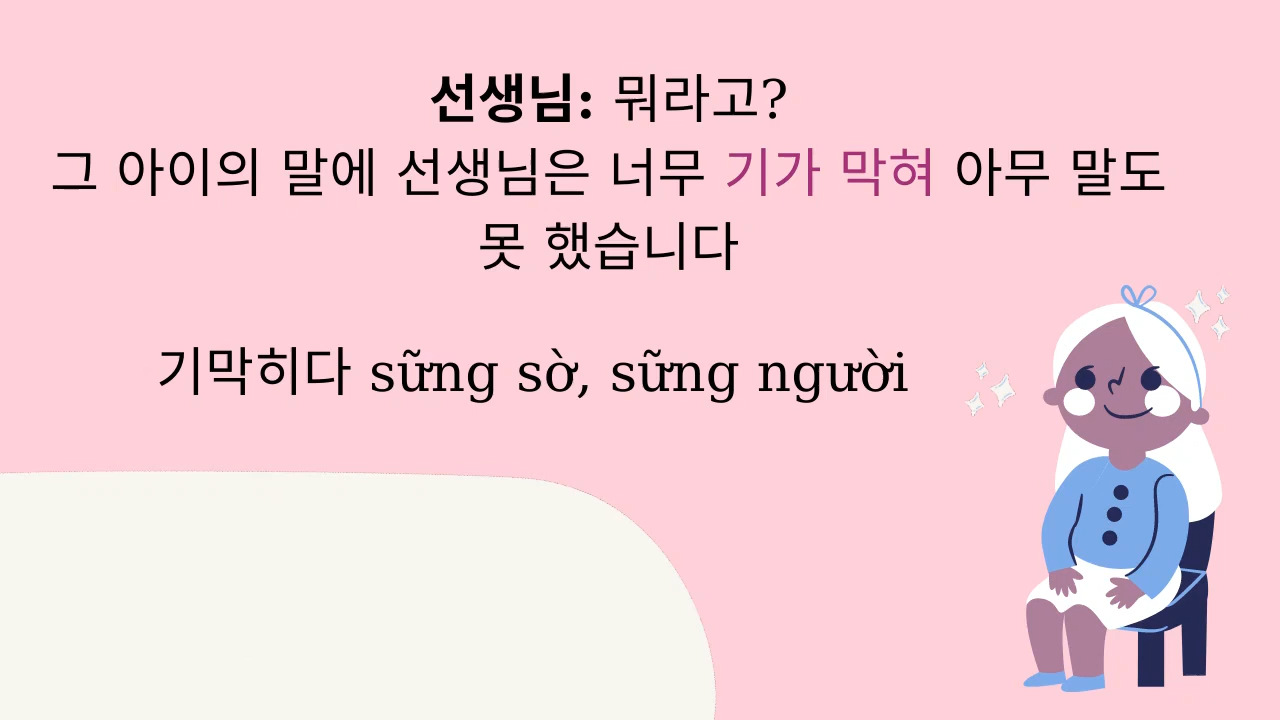 선생님: 뭐라고?
그 아이의 말에 선생님은 너무 기가 막혀 아무 말도
못 했습니다
기막히다 sững sờ, sững người